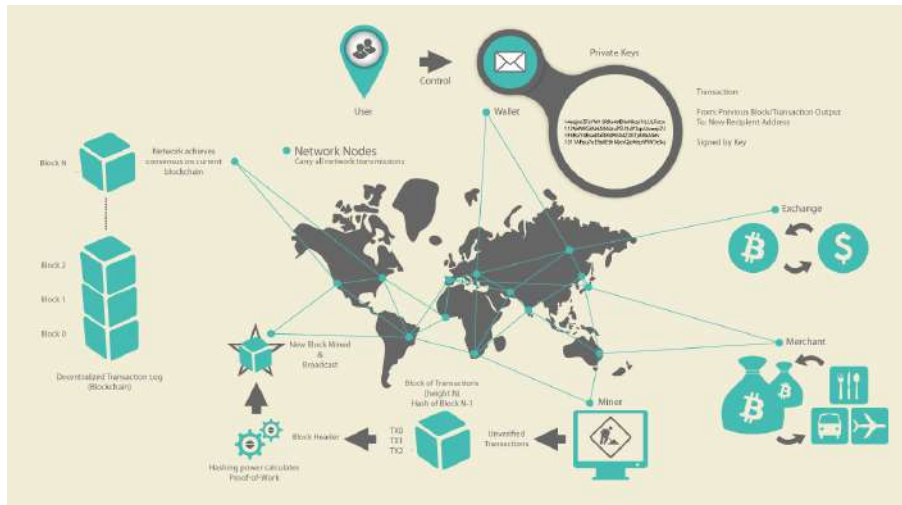 User
Control
Private Keys
Transaction
From: Previous Block/Transaction Output
To: New Recipient Address
Signed by Key
Wallet
Block N
Network achieves
consensus on current
blockchain
Network Nodes
Carry all network transmissions
Exchange
Block 2
Block 1
Block 0
Decentralized Transaction Log
(Blockchain)
New Block Mined
&
Broadcast
Merchant
Miner
Block of Transactions
(height N)
Hash of Block N-1
TX0
TX1
TX2
Block Header
Unverified
Transactions
Hashing power calculates
Proof-of-Work